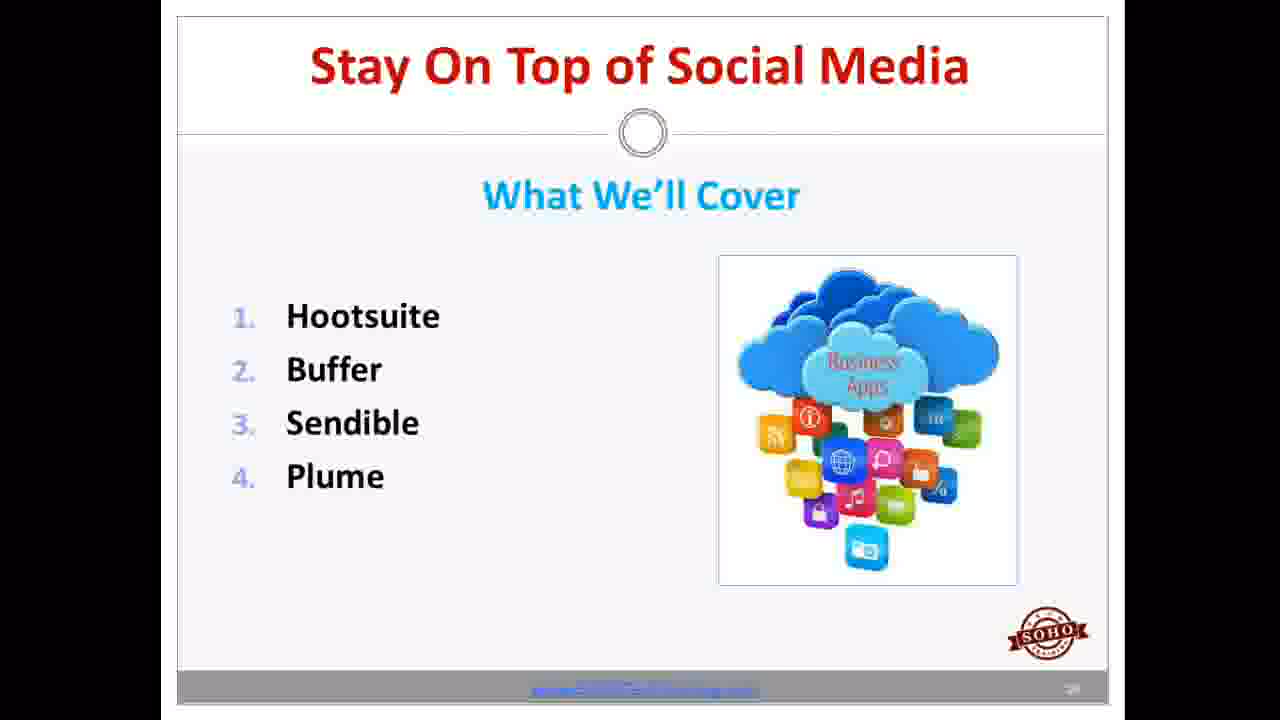 Stay On Top of Social Media
What We'll Cover
1. Hootsuite
2. Buffer
3. Sendible
4. Plume
Business
Apps
SOHO